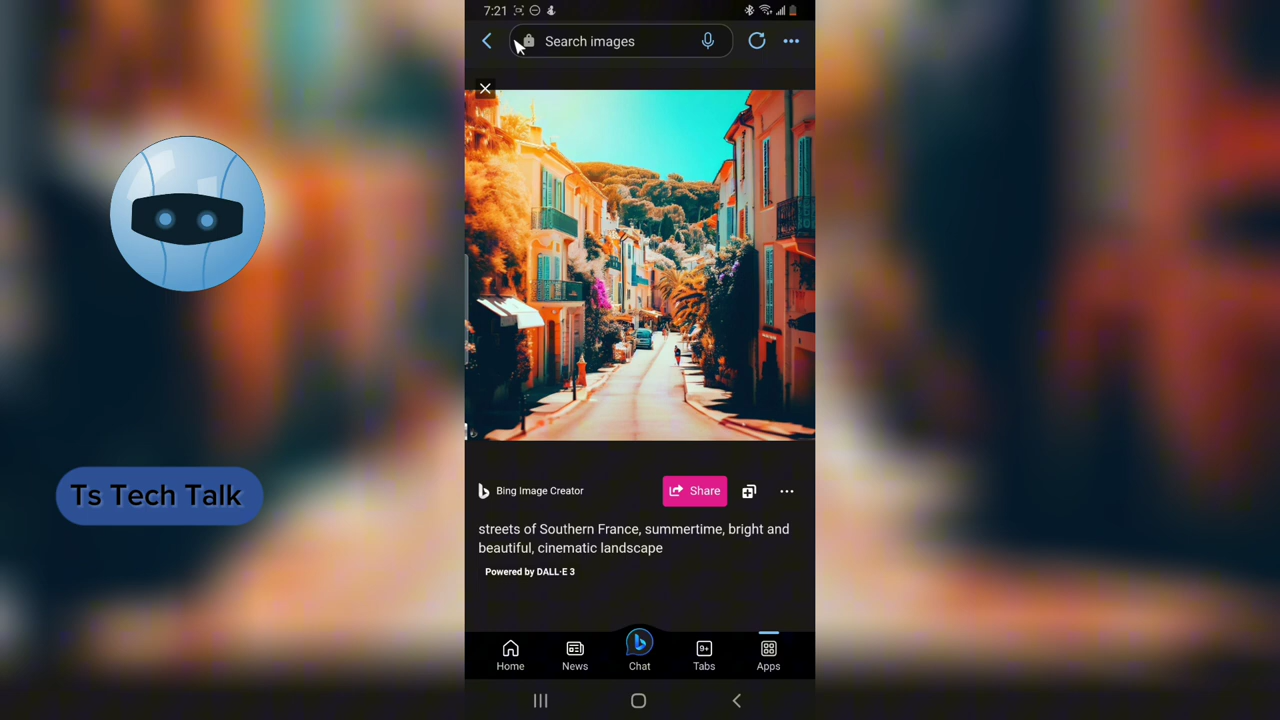 7:21
Search images
Bing Image Creator
Share
streets of Southern France, summertime, bright and
beautiful, cinematic landscape
Powered by DALL·E 3
Home
News
Chat
9+
Tabs
Apps
Ts Tech Talk